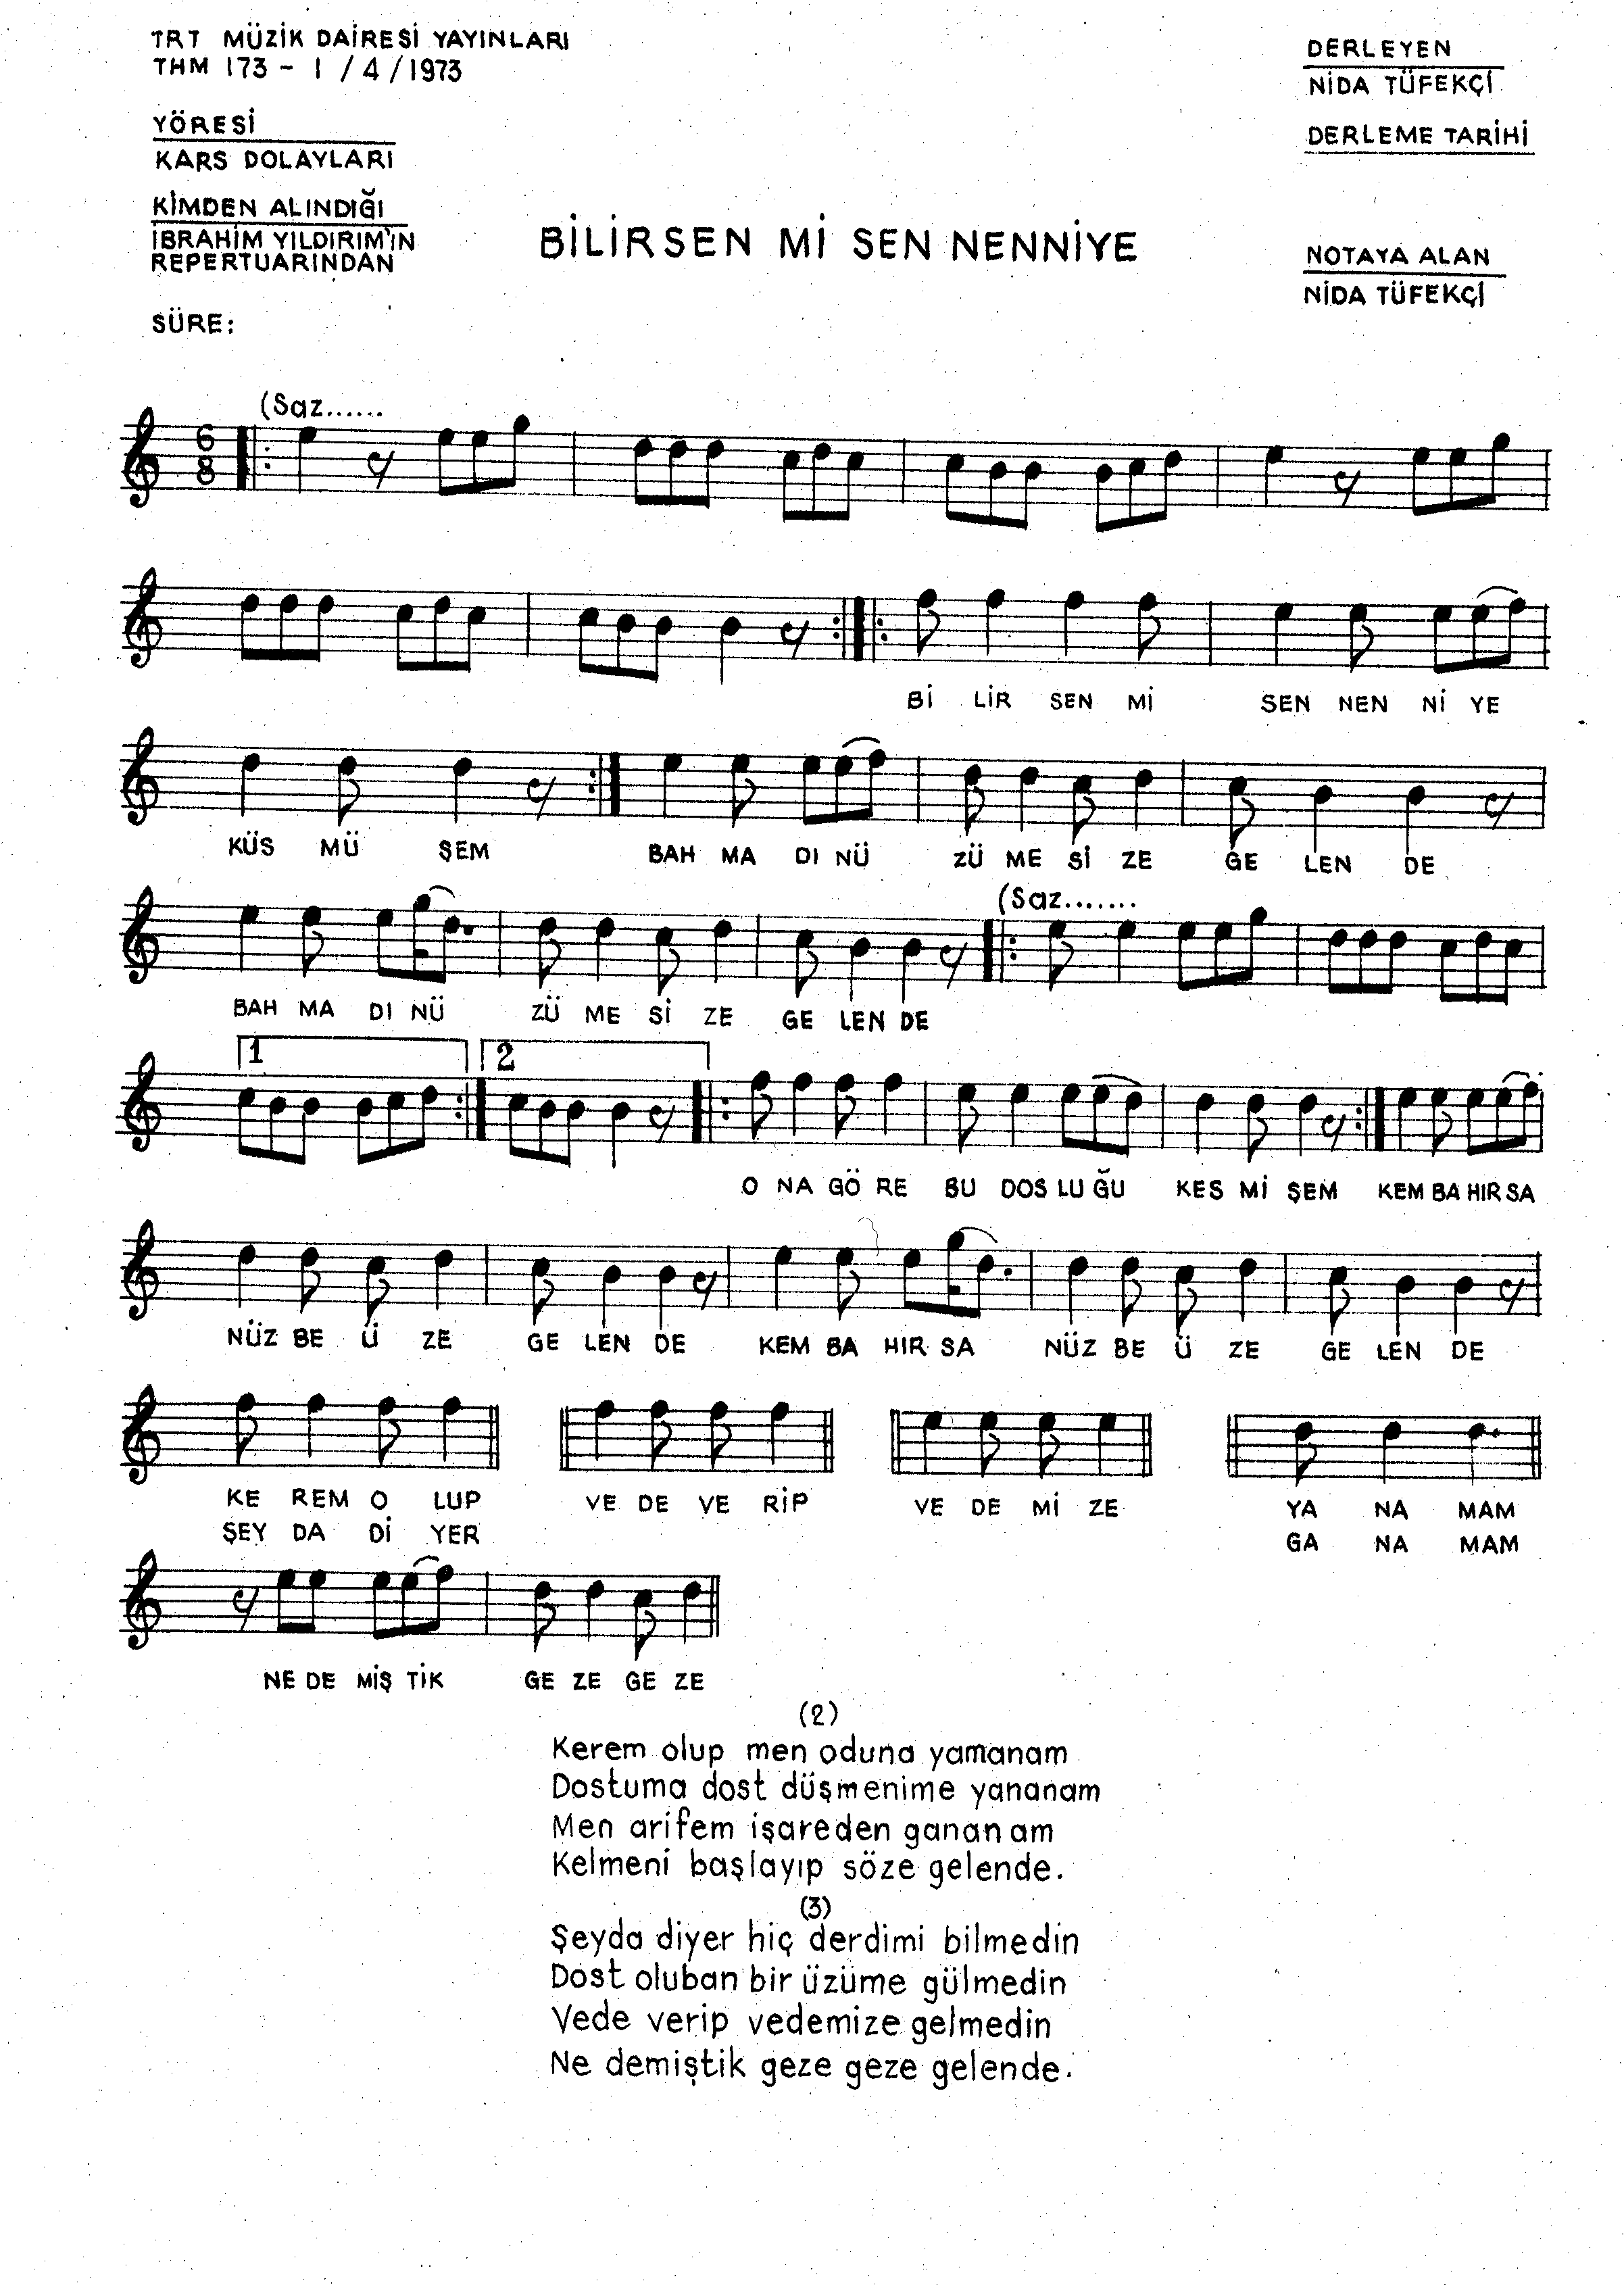 TRT MÜZİK DAİRESİ YAYINLARI
THM 173 - 1 / 4 / 1973
YÖRESİ
KARS DOLAYLARI
KİMDEN ALINDIĞI
İBRAHİM YILDIRIM'IN
REPERTUARINDAN
SÜRE:
BİLİRSEN Mİ SEN NENNİYE
DERLEYEN
NİDA TÜFEKÇİ
DERLEME TARİHİ
NOTAYA ALAN
NİDA TÜFEKÇİ
(Saz......
6
8
Bİ LİR SEN Mİ SEN NEN Nİ YE
KÜS MÜ ŞEM BAH MA DI NÜ ZÜ ME Sİ ZE GE LEN DE
(Saz.......
BAH MA DI NÜ ZÜ ME Sİ ZE GE LEN DE
1 2
O NA GÖ RE BU DOS LU ĞU KES Mİ ŞEM KEM BA HIR SA
NÜZ BE Ü ZE GE LEN DE KEM BA HIR SA NÜZ BE Ü ZE GE LEN DE
KE REM O LUP VE DE VE RİP VE DE Mİ ZE YA NA MAM
ŞEY DA Dİ YER GA NA MAM
NE DE MİŞ TİK GE ZE GE ZE
(2)
Kerem olup men oduna yamanam
Dostuma dost düşmenime yananam
Men arifem işareden gananam
Kelmeni başlayıp söze gelende.
(3)
Şeyda diyer hiç derdimi bilmedin
Dost oluban bir üzüme gülmedin
Vede verip vedemize gelmedin
Ne demiştik geze geze gelende.